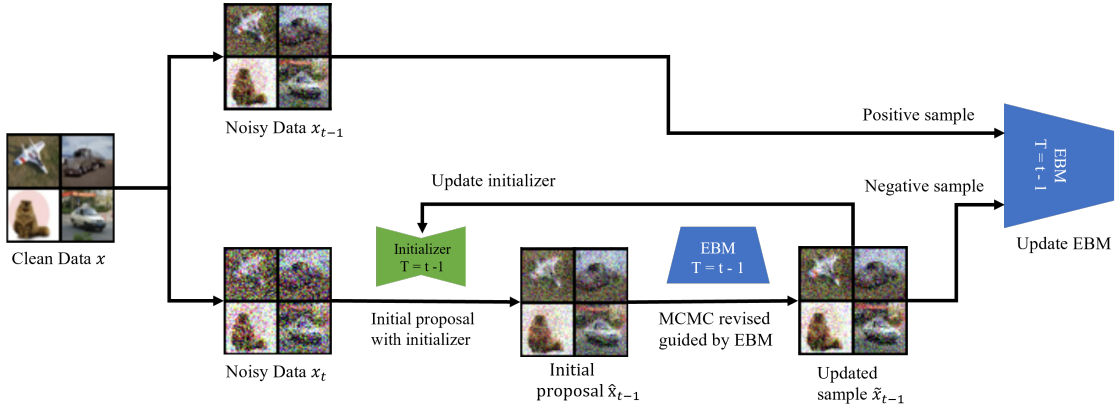 Noisy Data x_{t−1}
Positive sample
EBM
T = t - 1
Update initializer
Negative sample
Clean Data x
Initializer
T = t -1
EBM
T = t - 1
Update EBM
Initial proposal
with initializer
MCMC revised
guided by EBM
Noisy Data x_t
Initial
proposal x̂_{t−1}
Updated
sample x̃_{t−1}